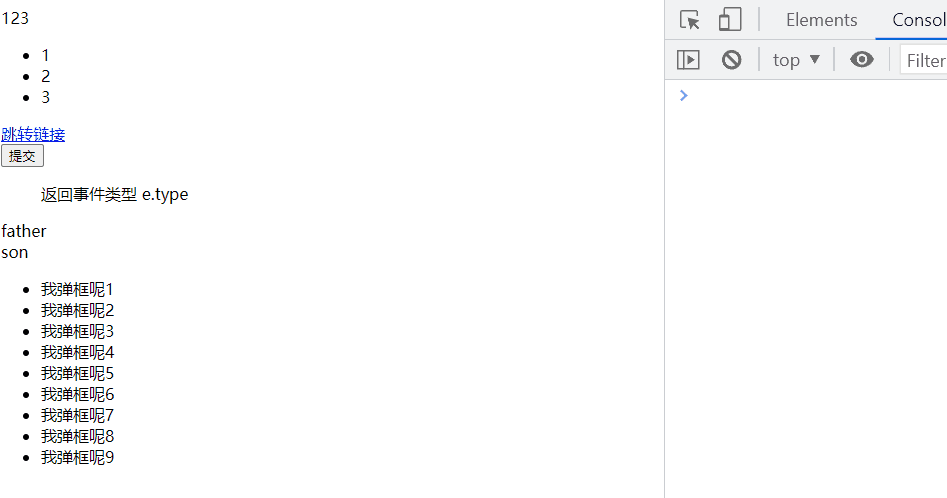 123
1
2
3
跳转链接
提交
返回事件类型 e.type
father
son
我弹框呢1
我弹框呢2
我弹框呢3
我弹框呢4
我弹框呢5
我弹框呢6
我弹框呢7
我弹框呢8
我弹框呢9
Elements Consol
top ▼ Filter